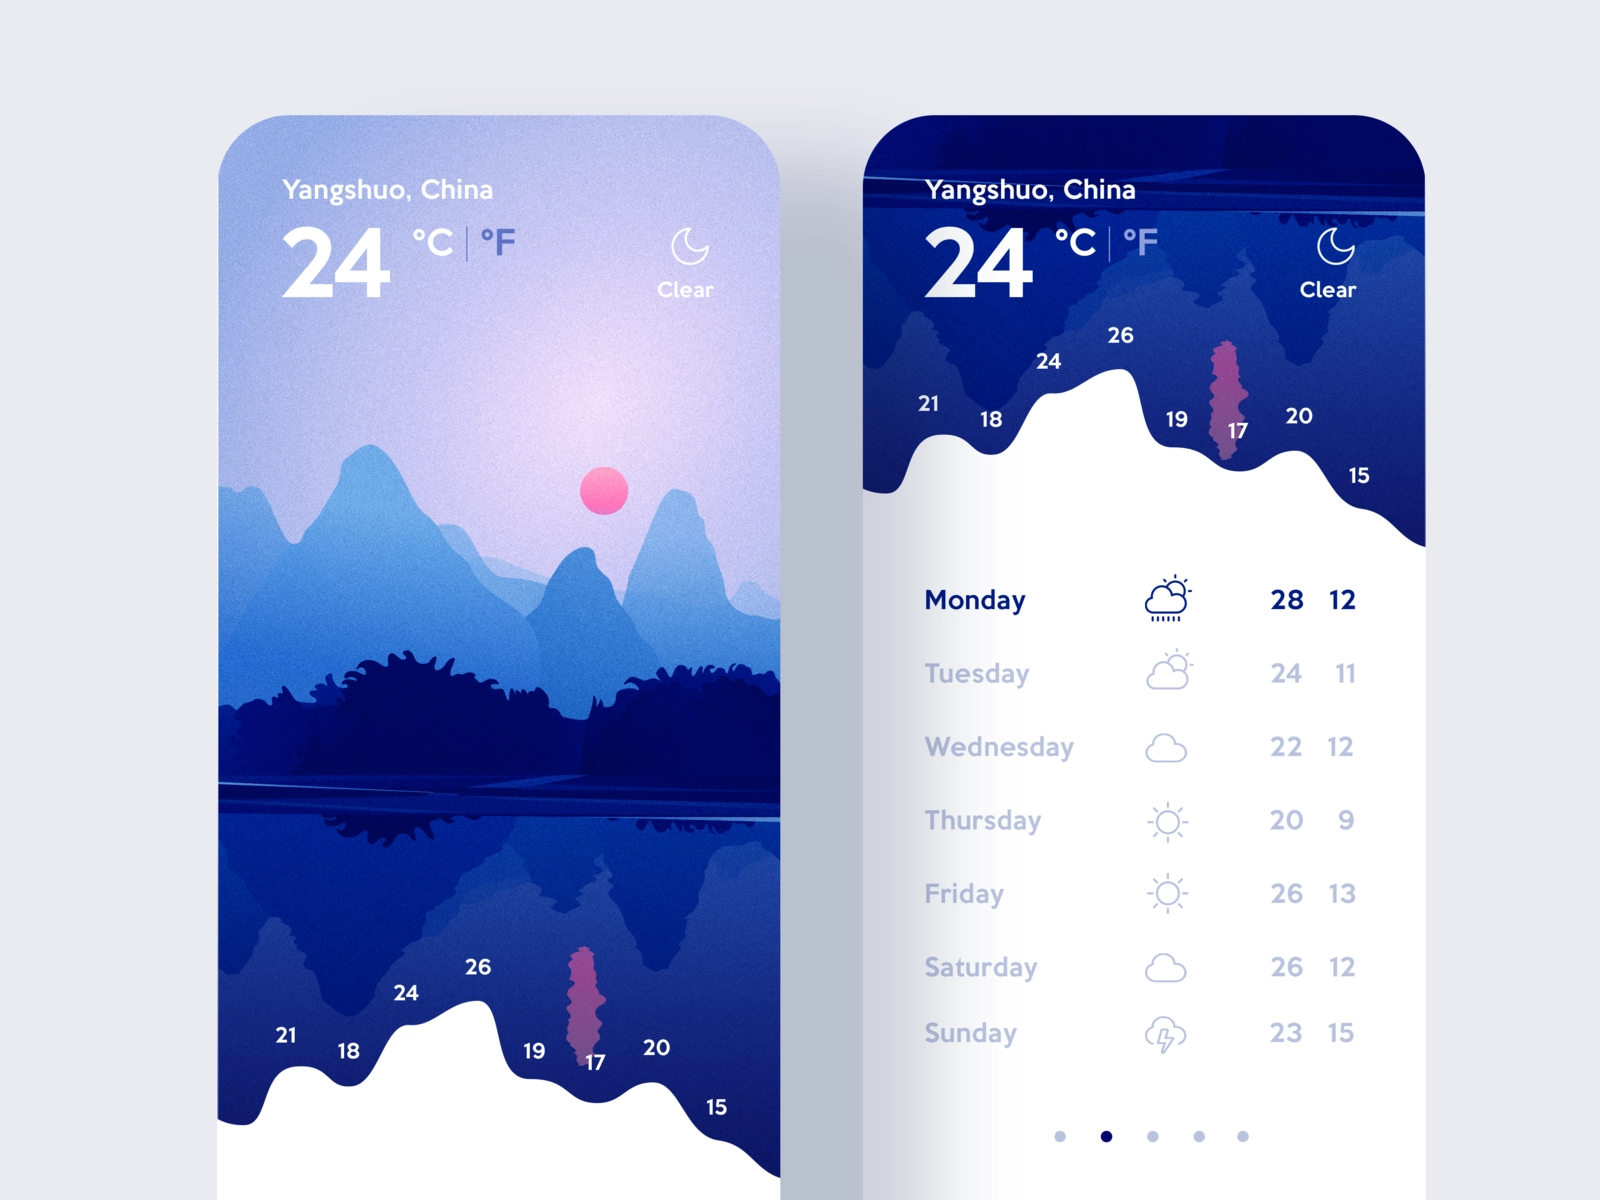 Yangshuo, China
24 °C | °F
Clear
26
24
21
18
19
17
20
15
Yangshuo, China
24 °C | °F
Clear
26
24
21
18
19
17
20
15
Monday 28 12
Tuesday 24 11
Wednesday 22 12
Thursday 20 9
Friday 26 13
Saturday 26 12
Sunday 23 15